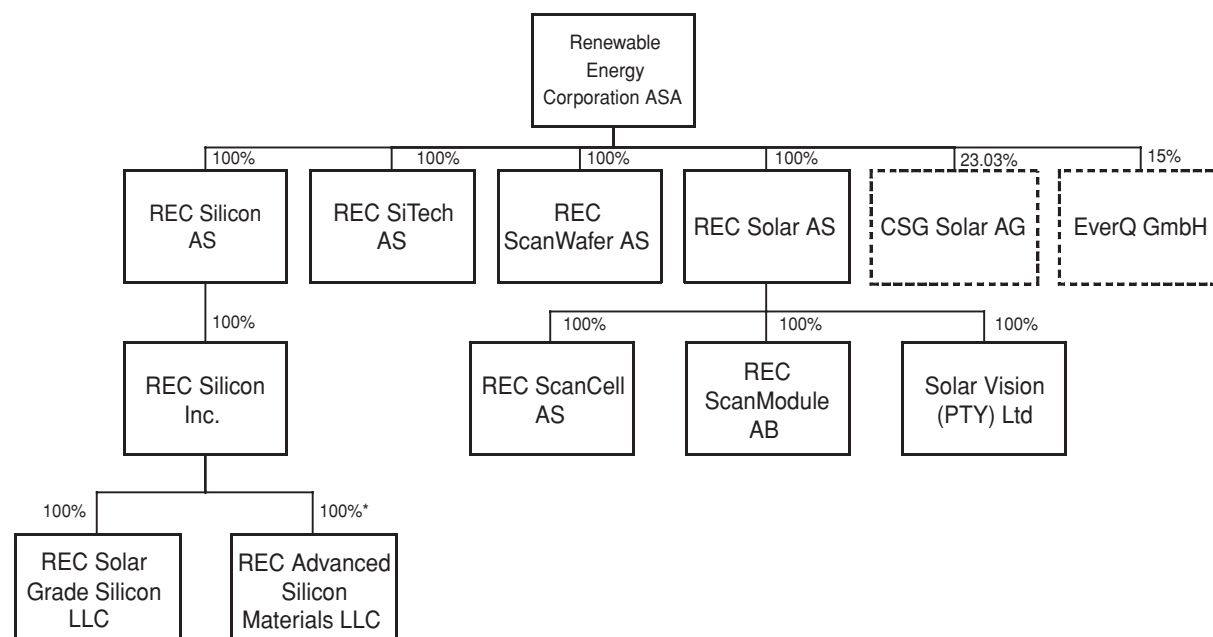 Renewable
Energy
Corporation ASA
100%
100%
100%
100%
23.03%
15%
REC Silicon
AS
REC SiTech
AS
REC
ScanWafer AS
REC Solar AS
CSG Solar AG
EverQ GmbH
100%
100%
100%
100%
REC Silicon
Inc.
REC ScanCell
AS
REC
ScanModule
AB
Solar Vision
(PTY) Ltd
100%
100%*
REC Solar
Grade Silicon
LLC
REC Advanced
Silicon
Materials LLC